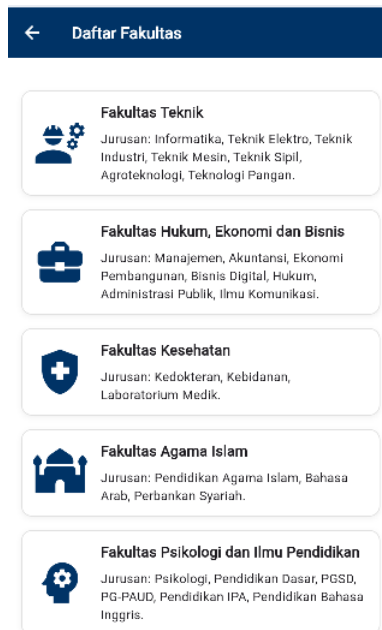 Daftar Fakultas
Fakultas Teknik
Jurusan: Informatika, Teknik Elektro, Teknik
Industri, Teknik Mesin, Teknik Sipil,
Agroteknologi, Teknologi Pangan.
Fakultas Hukum, Ekonomi dan Bisnis
Jurusan: Manajemen, Akuntansi, Ekonomi
Pembangunan, Bisnis Digital, Hukum,
Administrasi Publik, Ilmu Komunikasi.
Fakultas Kesehatan
Jurusan: Kedokteran, Kebidanan,
Laboratorium Medik.
Fakultas Agama Islam
Jurusan: Pendidikan Agama Islam, Bahasa
Arab, Perbankan Syariah.
Fakultas Psikologi dan Ilmu Pendidikan
Jurusan: Psikologi, Pendidikan Dasar, PGSD,
PG-PAUD, Pendidikan IPA, Pendidikan Bahasa
Inggris.